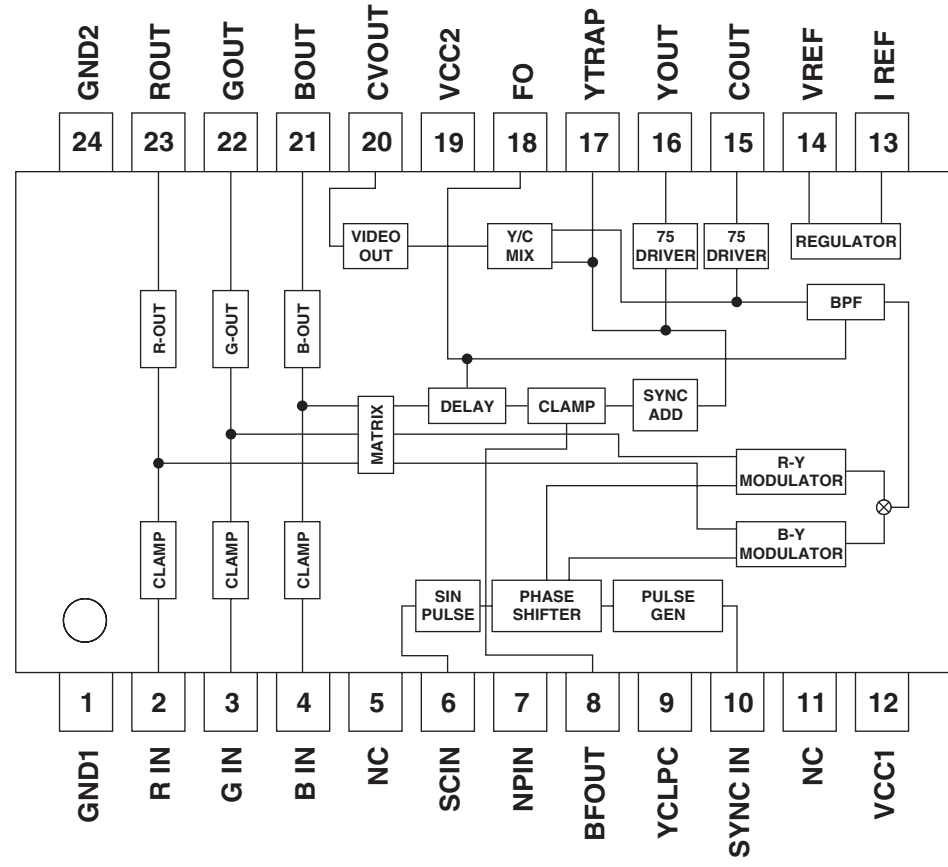 GND2
ROUT
GOUT
BOUT
CVOUT
VCC2
FO
YTRAP
YOUT
COUT
VREF
I REF
24
23
22
21
20
19
18
17
16
15
14
13
VIDEO
OUT
Y/C
MIX
75
DRIVER
75
DRIVER
REGULATOR
R-OUT
G-OUT
B-OUT
BPF
MATRIX
DELAY
CLAMP
SYNC
ADD
R-Y
MODULATOR
B-Y
MODULATOR
CLAMP
CLAMP
CLAMP
SIN
PULSE
PHASE
SHIFTER
PULSE
GEN
1
2
3
4
5
6
7
8
9
10
11
12
GND1
R IN
G IN
B IN
NC
SCIN
NPIN
BFOUT
YCLPC
SYNC IN
NC
VCC1